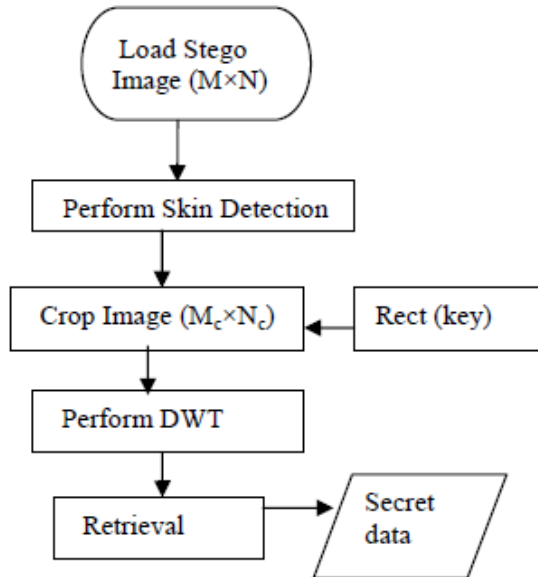 Load Stego
Image (M×N)
Perform Skin Detection
Crop Image (Mc×Nc)
Rect (key)
Perform DWT
Retrieval
Secret
data